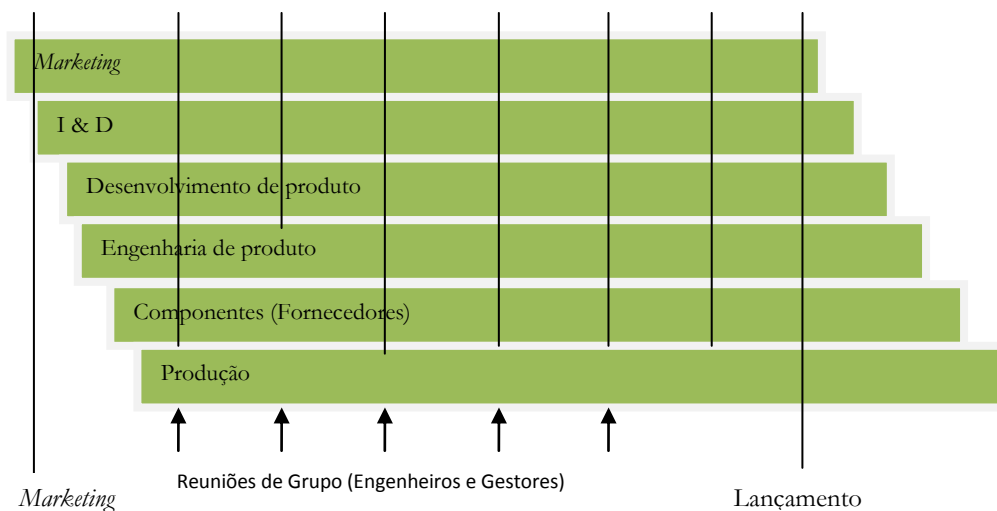 Marketing
I & D
Desenvolvimento de produto
Engenharia de produto
Componentes (Fornecedores)
Produção
Reuniões de Grupo (Engenheiros e Gestores)
Marketing
Lançamento